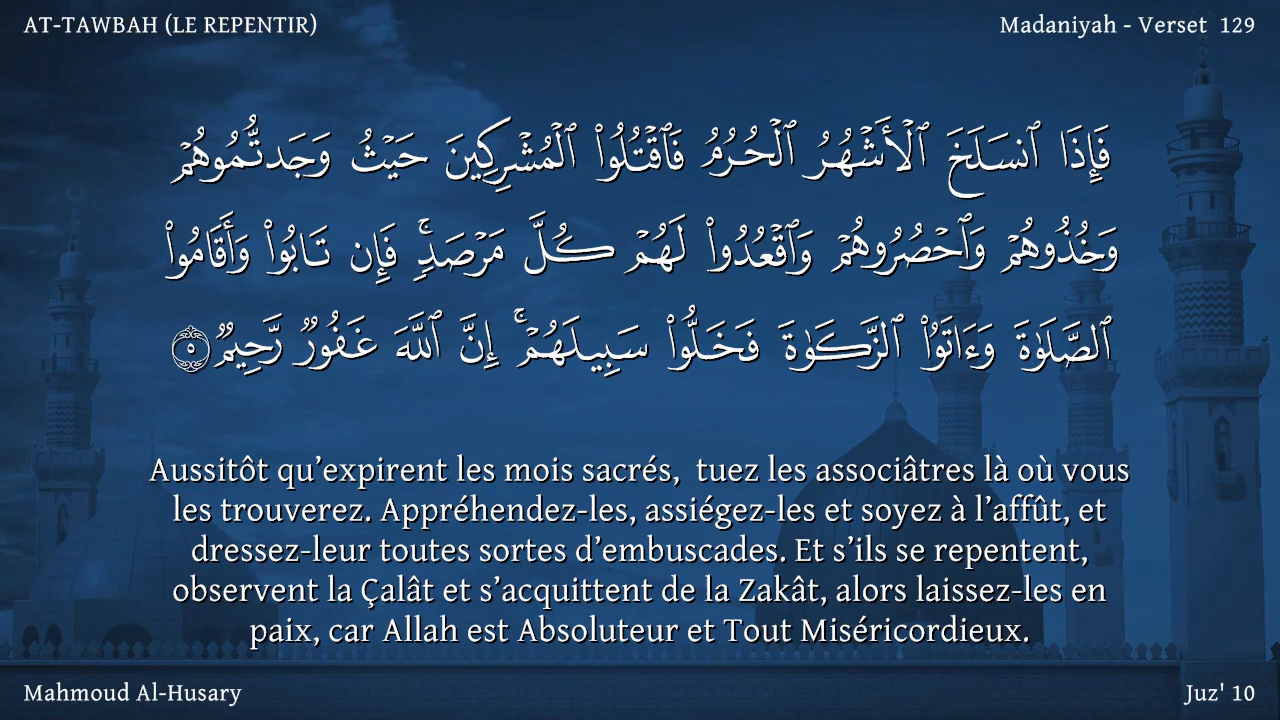 AT-TAWBAH (LE REPENTIR)
Madaniyah - Verset 129
فَإِذَا ٱنسَلَخَ ٱلْأَشْهُرُ ٱلْحُرُمُ فَٱقْتُلُوا۟ ٱلْمُشْرِكِينَ حَيْثُ وَجَدتُّمُوهُمْ
وَخُذُوهُمْ وَٱحْصُرُوهُمْ وَٱقْعُدُوا۟ لَهُمْ كُلَّ مَرْصَدٍۢ ۚ فَإِن تَابُوا۟ وَأَقَامُوا۟
ٱلصَّلَوٰةَ وَءَاتَوُا۟ ٱلزَّكَوٰةَ فَخَلُّوا۟ سَبِيلَهُمْ ۚ إِنَّ ٱللَّهَ غَفُورٌۭ رَّحِيمٌۭ ٥
Aussitôt qu’expirent les mois sacrés,  tuez les associâtres là où vous
les trouverez. Appréhendez-les, assiégez-les et soyez à l’affût, et
dressez-leur toutes sortes d’embuscades. Et s’ils se repentent,
observent la Çalât et s’acquittent de la Zakât, alors laissez-les en
paix, car Allah est Absoluteur et Tout Miséricordieux.
Mahmoud Al-Husary
Juz' 10